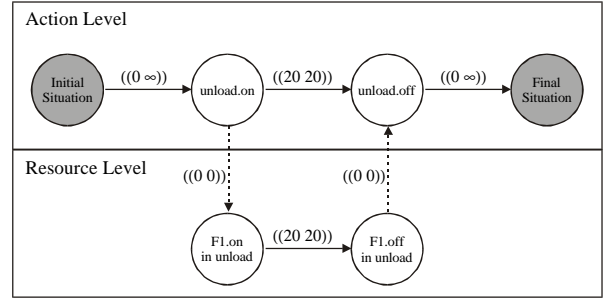 Action Level
Initial
Situation
((0 ∞))
unload.on
((20 20))
unload.off
((0 ∞))
Final
Situation
Resource Level
((0 0))
((0 0))
F1.on
in unload
((20 20))
F1.off
in unload